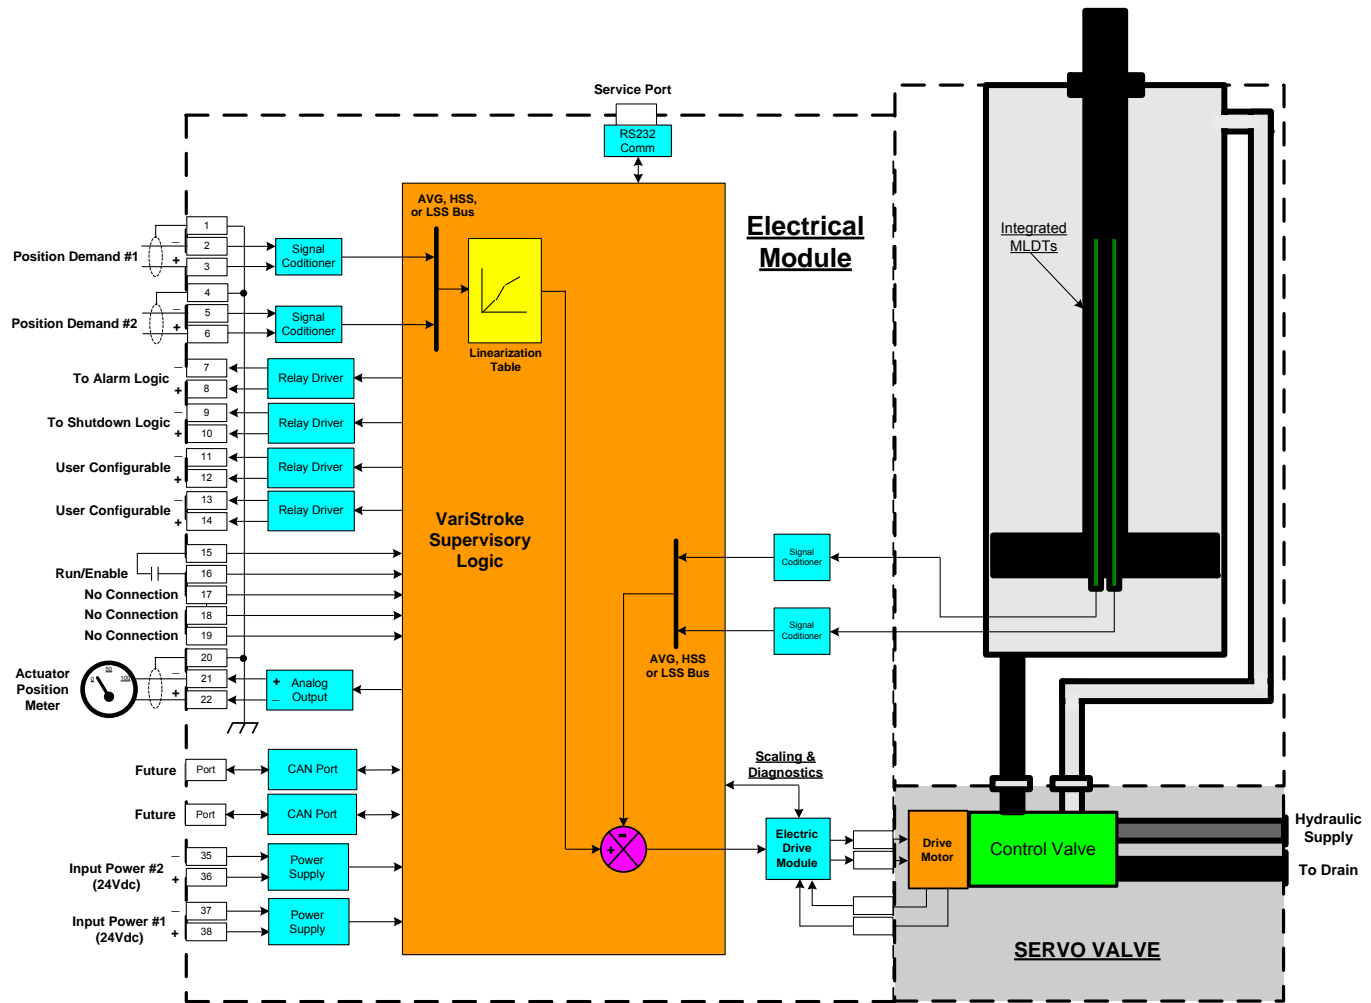 Service Port
RS232
Comm
AVG, HSS,
or LSS Bus
Electrical
Module
Integrated
MLDTs
Position Demand #1
1
– 2
+ 3
Signal
Coditioner
4
Position Demand #2
– 5
+ 6
Signal
Coditioner
Linearization
Table
To Alarm Logic
– 7
+ 8
Relay Driver
To Shutdown Logic
– 9
+ 10
Relay Driver
User Configurable
– 11
+ 12
Relay Driver
User Configurable
– 13
+ 14
Relay Driver
VariStroke
Supervisory
Logic
15
Run/Enable 16
No Connection 17
No Connection 18
No Connection 19
Signal
Coditioner
Signal
Coditioner
AVG, HSS
or LSS Bus
Actuator
Position
Meter
0 50 100
20
– 21
+ 22
+ Analog
– Output
Future Port CAN Port
Future Port CAN Port
Scaling &
Diagnostics
Input Power #2
(24Vdc)
– 35
+ 36
Power
Supply
Input Power #1
(24Vdc)
– 37
+ 38
Power
Supply
–
+
Electric
Drive
Module
Drive
Motor
Control Valve
Hydraulic
Supply
To Drain
SERVO VALVE